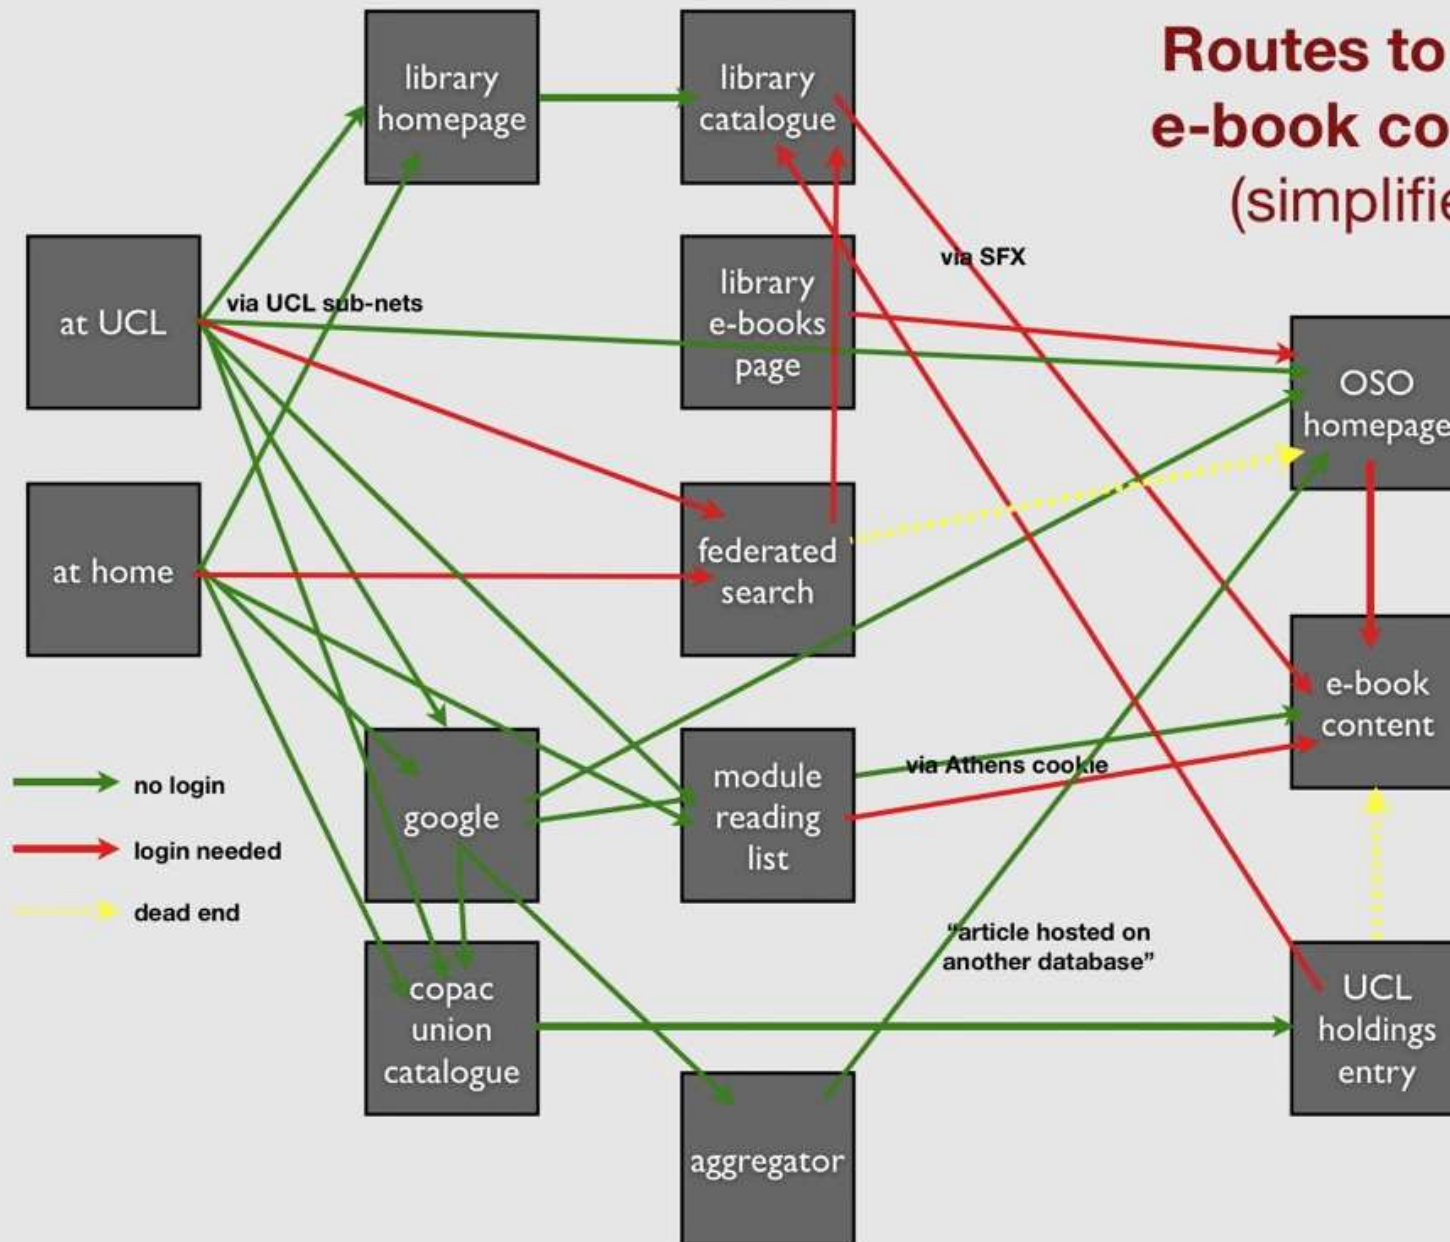 Routes to
e-book co
(simplifie
library
homepage
library
catalogue
at UCL
via UCL sub-nets
library
e-books
page
via SFX
OSO
homepage
at home
federated
search
e-book
content
no login
login needed
dead end
google
module
reading
list
via Athens cookie
"article hosted on
another database"
copac
union
catalogue
UCL
holdings
entry
aggregator